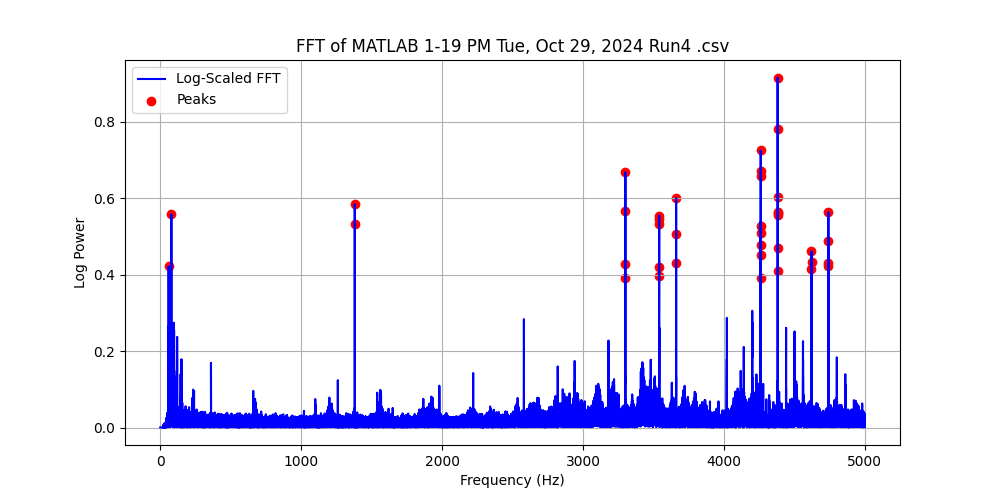 FFT of MATLAB 1-19 PM Tue, Oct 29, 2024 Run4 .csv
Log-Scaled FFT
Peaks
Log Power
0.8
0.6
0.4
0.2
0.0
0 1000 2000 3000 4000 5000
Frequency (Hz)